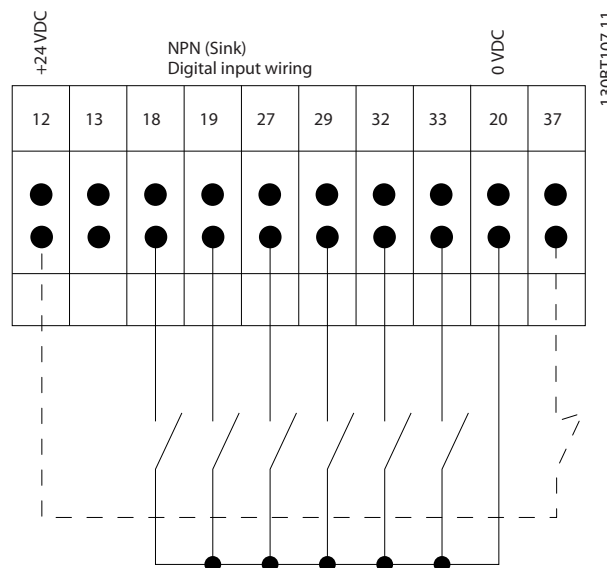 +24 VDC
NPN (Sink)
Digital input wiring
0 VDC
130BT107.11
12 13 18 19 27 29 32 33 20 37